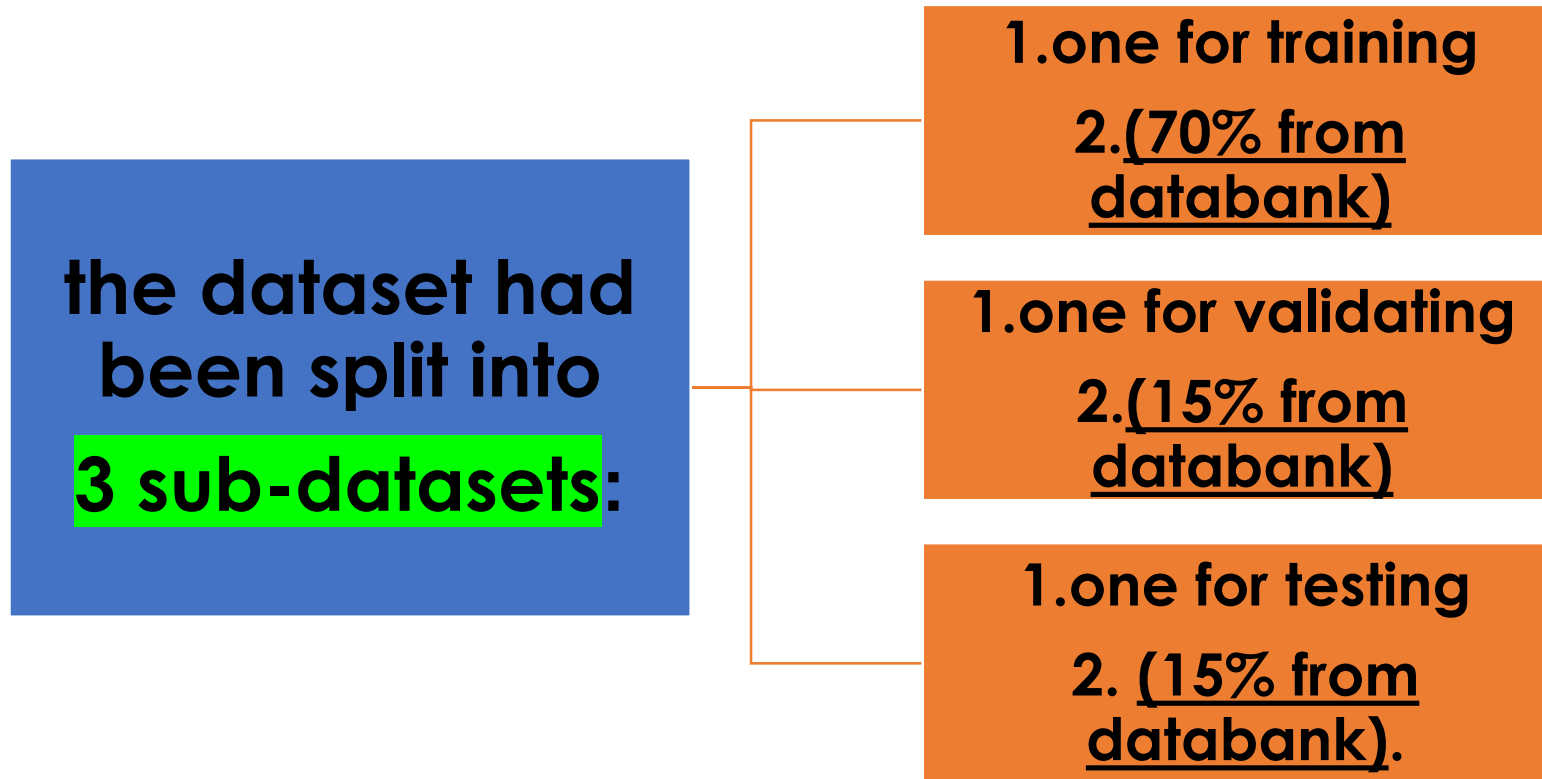 the dataset had
been split into
3 sub-datasets:
1.one for training
2.(70% from
databank)
1.one for validating
2.(15% from
databank)
1.one for testing
2. (15% from
databank).